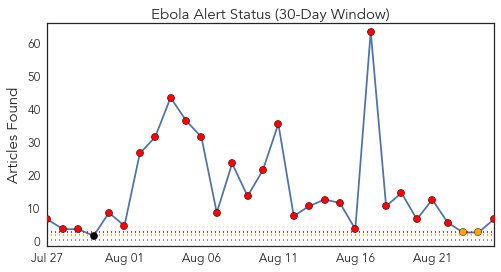 Ebola Alert Status (30-Day Window)
Articles Found
60
50
40
30
20
10
0
Jul 27 Aug 01 Aug 06 Aug 11 Aug 16 Aug 21